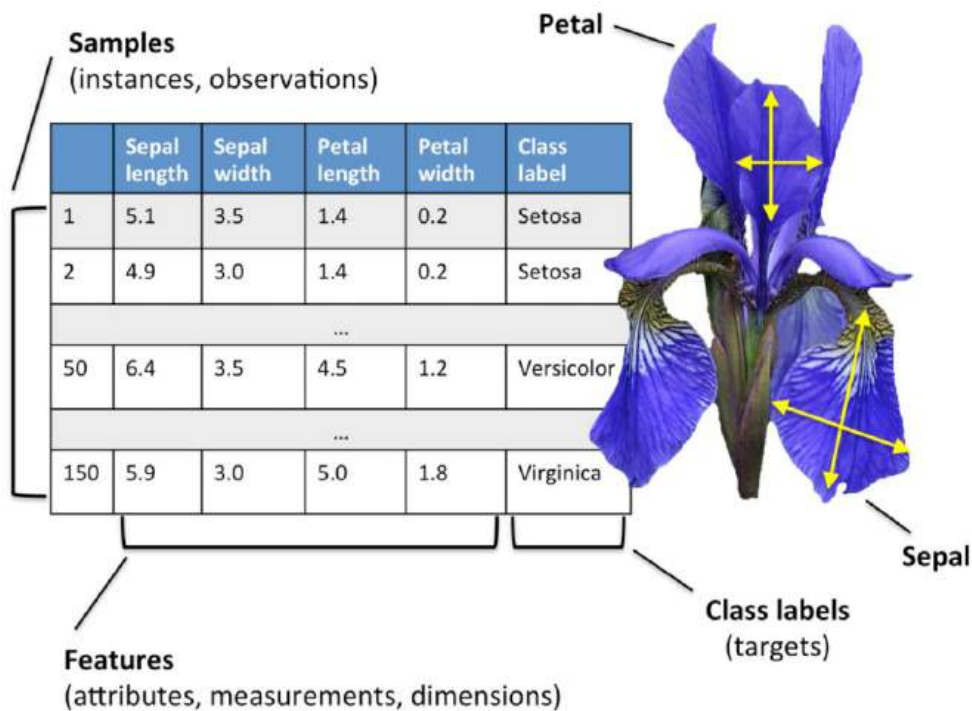 Petal
Samples
(instances, observations)
Sepal length Sepal width Petal length Petal width Class label
1 5.1 3.5 1.4 0.2 Setosa
2 4.9 3.0 1.4 0.2 Setosa
...
50 6.4 3.5 4.5 1.2 Versicolor
...
150 5.9 3.0 5.0 1.8 Virginica
Sepal
Class labels
(targets)
Features
(attributes, measurements, dimensions)